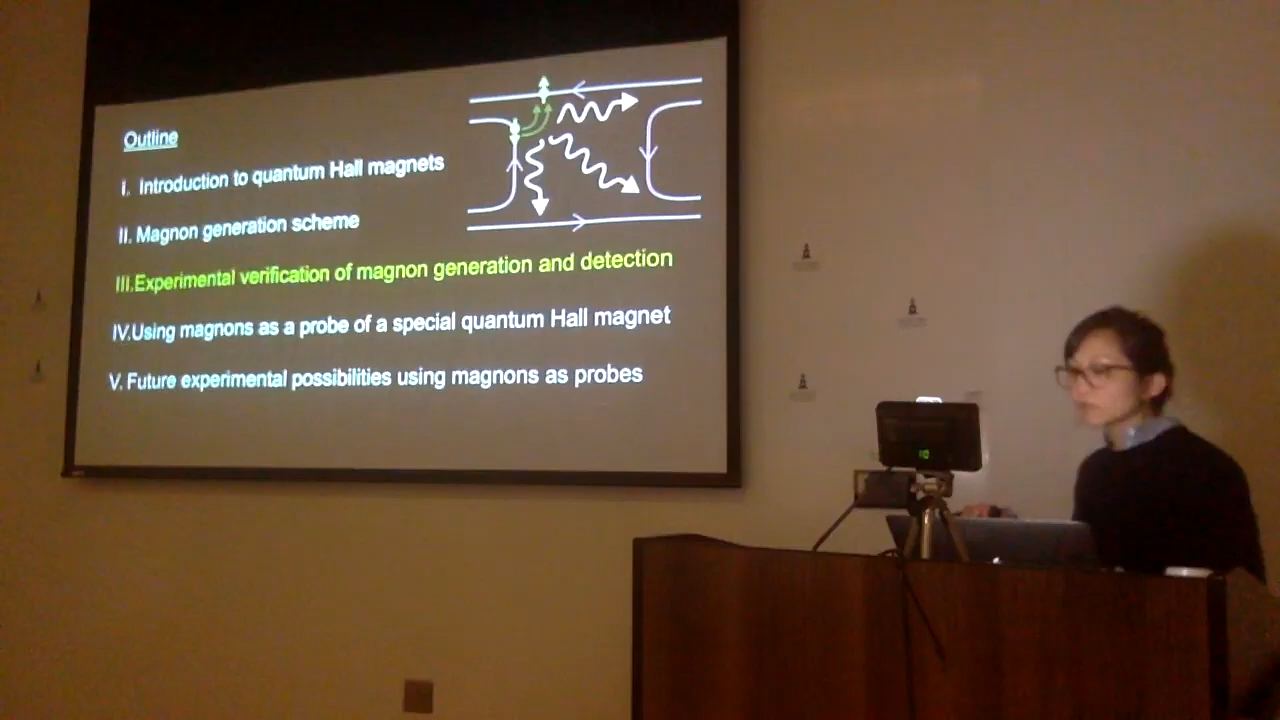 Outline
I. Introduction to quantum Hall magnets
II. Magnon generation scheme
III.Experimental verification of magnon generation and detection
IV.Using magnons as a probe of a special quantum Hall magnet
V. Future experimental possibilities using magnons as probes
10